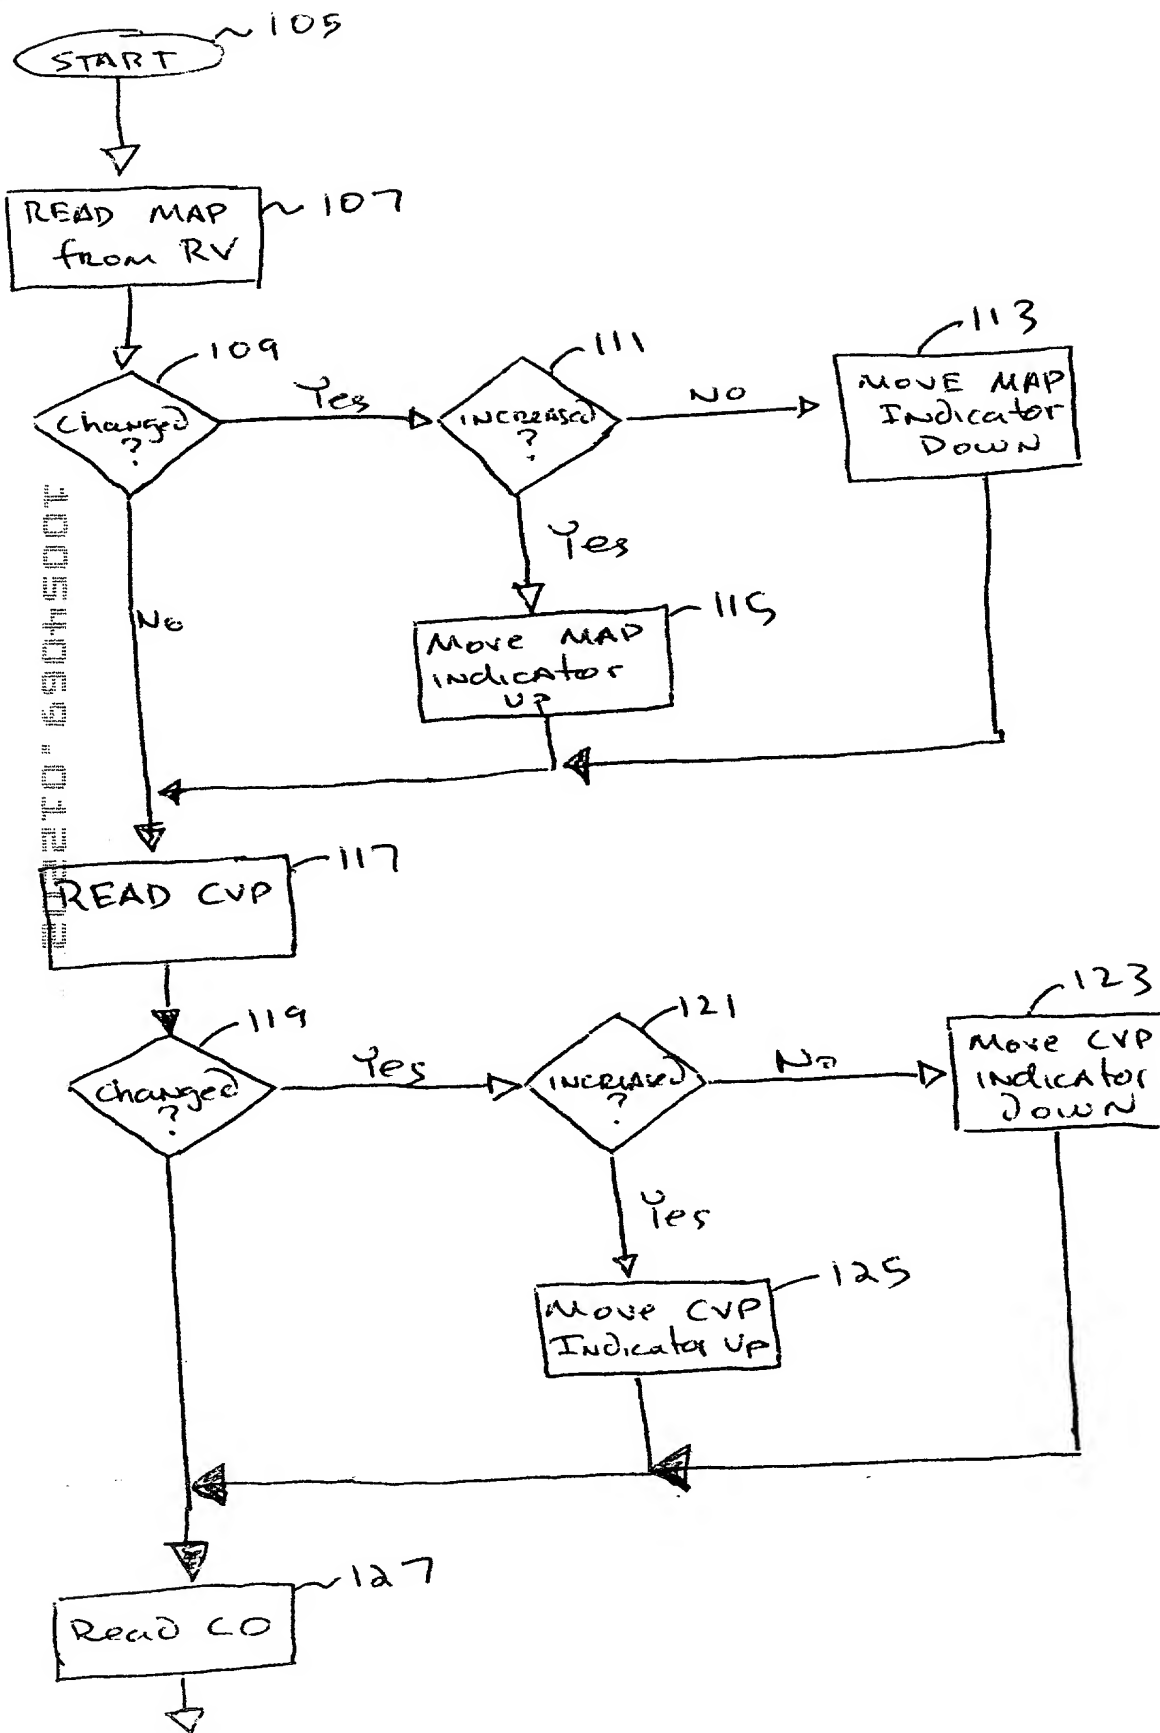 105
START
READ MAP
from RV
107
109
Changed
?
Yes
111
INCREASED
?
NO
113
MOVE MAP
Indicator
DOWN
No
Yes
115
Move MAP
INDICATOR
UP
117
READ CVP
119
Changed
?
Yes
121
INCREASED
?
No
123
Move CVP
INDICATOR
DOWN
Yes
125
Move CVP
Indicator Up
127
Read CO